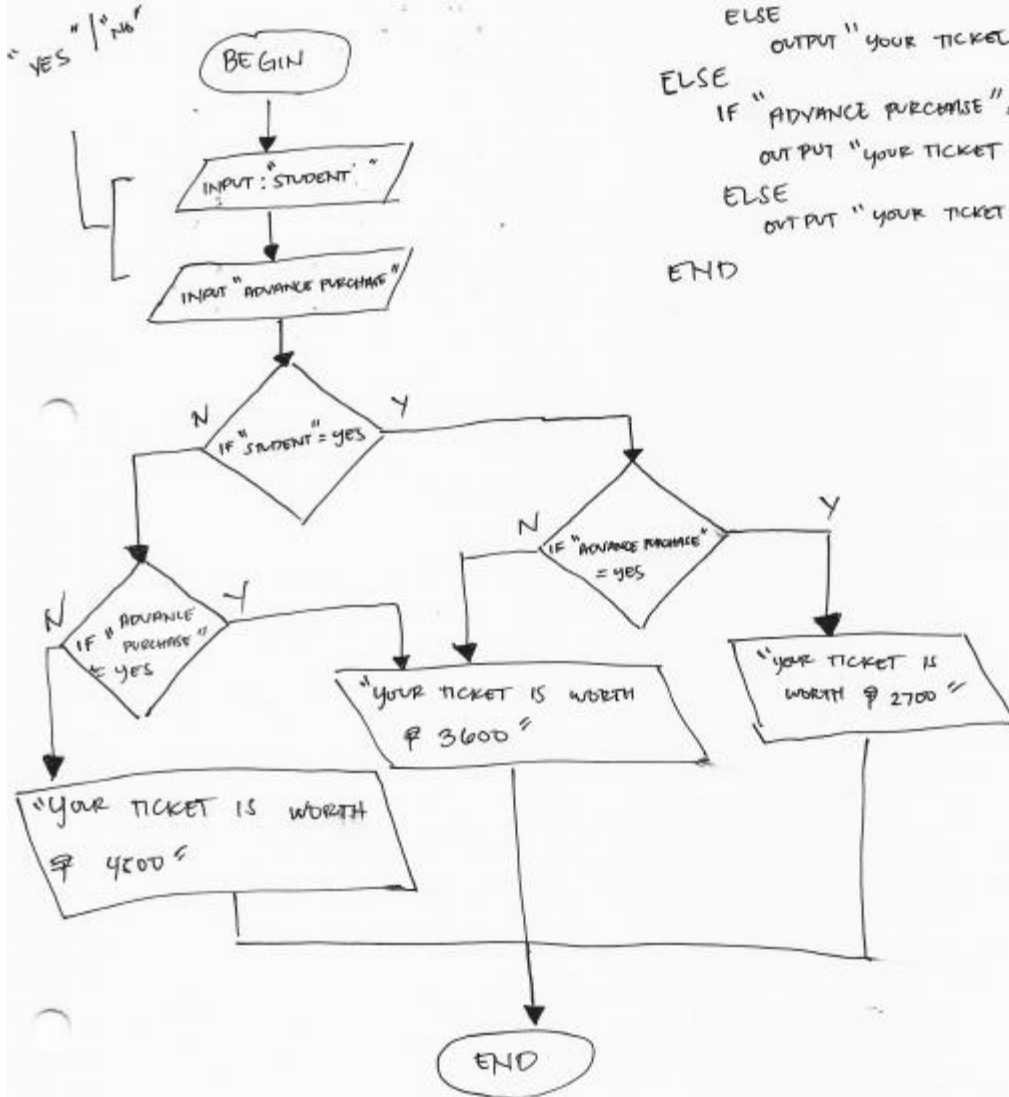 "YES" / "NO"
BEGIN
INPUT : "STUDENT "
INPUT "ADVANCE PURCHASE"
N
Y
IF "STUDENT" = YES
N
Y
IF "ADVANCE PURCHASE"
= YES
N
Y
IF "ADVANCE
PURCHASE"
= YES
"YOUR TICKET IS WORTH
₱ 3600"
"YOUR TICKET IS
WORTH ₱ 2700"
"YOUR TICKET IS WORTH
₱ 4500"
END
ELSE
OUTPUT "YOUR TICKET
ELSE
IF "ADVANCE PURCHASE"
OUTPUT "YOUR TICKET
ELSE
OUTPUT "YOUR TICKET
END